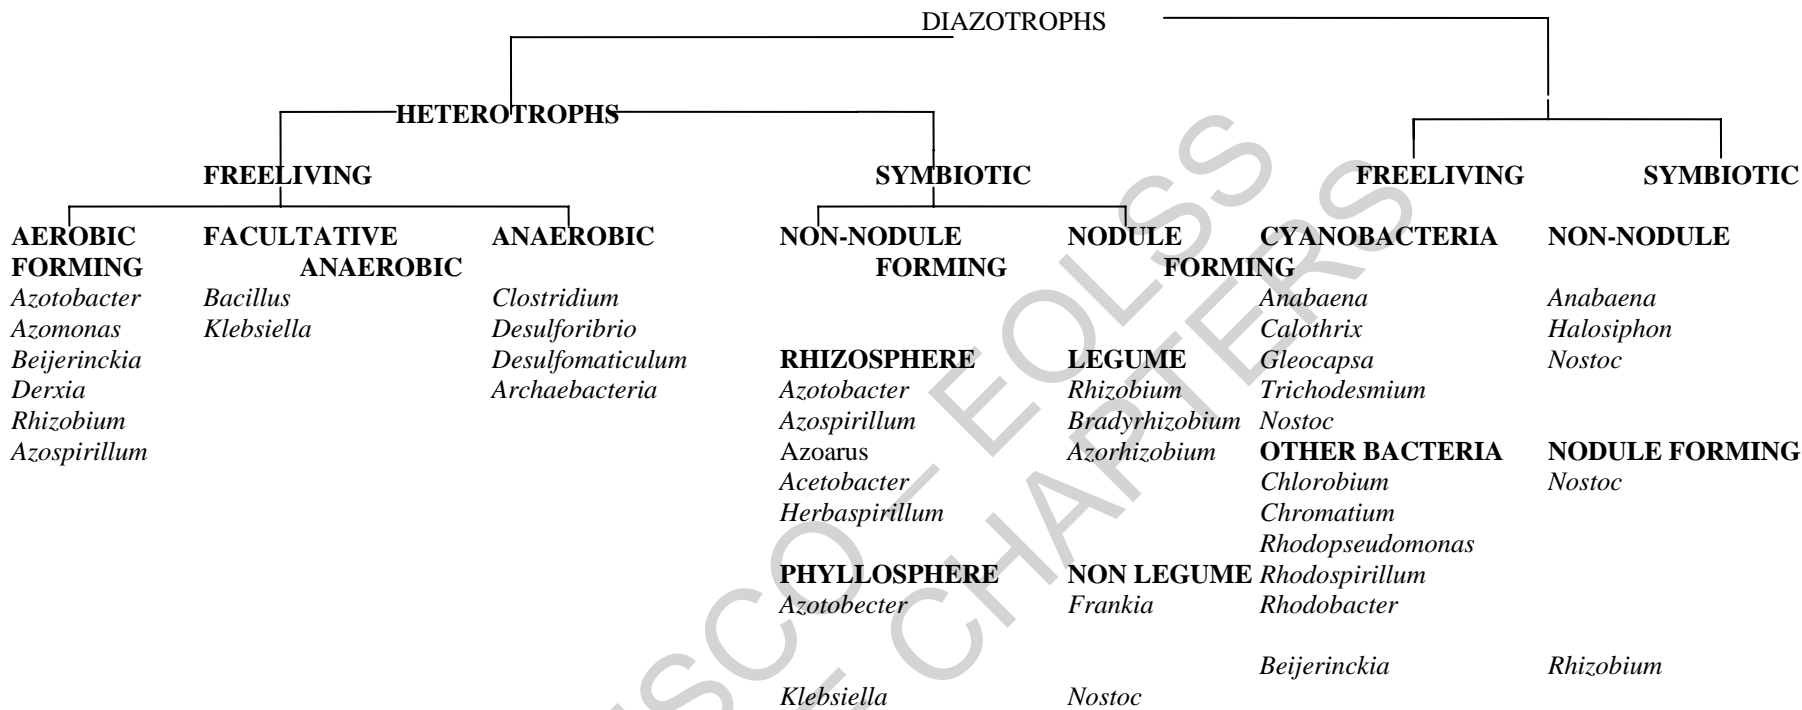 DIAZOTROPHS
HETEROTROPHS
FREELIVING SYMBIOTIC FREELIVING SYMBIOTIC
AEROBIC FACULTATIVE ANAEROBIC NON-NODULE NODULE CYANOBACTERIA NON-NODULE
FORMING ANAEROBIC FORMING FORMING
Azotobacter Bacillus Clostridium Anabaena Anabaena
Azomonas Klebsiella Desulforibrio Calothrix Halosiphon
Beijerinckia Desulfomaticulum RHIZOSPHERE LEGUME Gleocapsa Nostoc
Derxia Archaebacteria Azotobacter Rhizobium Trichodesmium
Rhizobium Azospirillum Bradyrhizobium Nostoc
Azospirillum Azoarus Azorhizobium OTHER BACTERIA NODULE FORMING
Acetobacter Chlorobium Nostoc
Herbaspirillum Chromatium
Rhodopseudomonas
PHYLLOSPHERE NON LEGUME Rhodospirillum
Azotobecter Frankia Rhodobacter
Beijerinckia Rhizobium
Klebsiella Nostoc
SCO – EOLSS
CHAPTERS